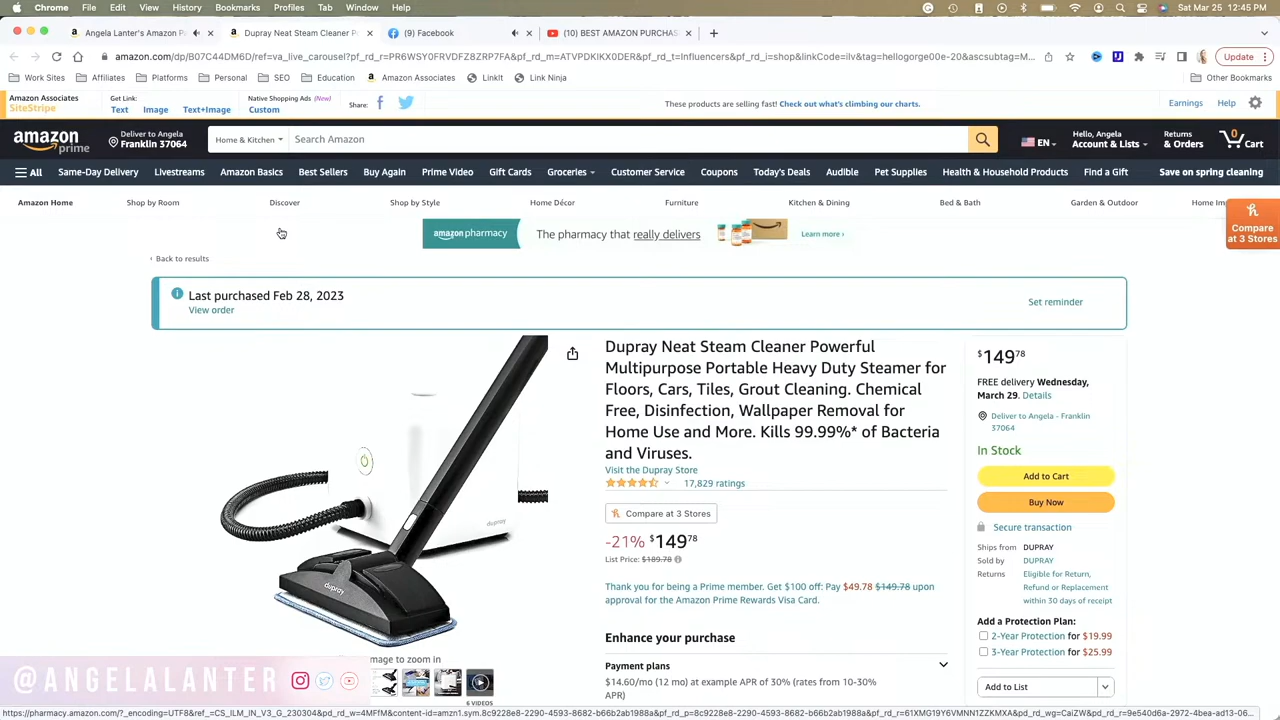 Chrome File Edit View History Bookmarks Profiles Tab Window Help
Sat Mar 25 12:45 PM
Angela Lanter's Amazon P
Dupray Neat Steam Cleaner P
(9) Facebook
(10) BEST AMAZON PURCHAS
amazon.com/dp/B07C44DM6D/ref=va_live_carousel?pf_rd_r=PR6WSY0FRVDFZ8ZRP7FA&pf_rd_m=ATVPDKIKX0DER&pf_rd_t=Influencers&pf_rd_i=shop&linkCode=ilv&tag=hellogorge00e-20&ascsubtag=M...
Update
Work Sites Affiliates Platforms Personal SEO Education Amazon Associates LinkIt Link Ninja Other Bookmarks
Amazon Associates
SiteStripe
Get Link:
Text Image Text+Image
Native Shopping Ads (New)
Custom
Share:
These products are selling fast! Check out what's climbing our charts.
Earnings Help
amazon prime
Deliver to Angela
Franklin 37064
Home & Kitchen
Search Amazon
EN
Hello, Angela
Account & Lists
Returns
& Orders
0
Cart
All Same-Day Delivery Livestreams Amazon Basics Best Sellers Buy Again Prime Video Gift Cards Groceries Customer Service Coupons Today's Deals Audible Pet Supplies Health & Household Products Find a Gift Save on spring cleaning
Amazon Home Shop by Room Discover Shop by Style Home Décor Furniture Kitchen & Dining Bed & Bath Garden & Outdoor Home Im
Compare
at 3 Stores
amazon pharmacy The pharmacy that really delivers Learn more ›
‹ Back to results
Last purchased Feb 28, 2023
View order
Set reminder
Dupray Neat Steam Cleaner Powerful
Multipurpose Portable Heavy Duty Steamer for
Floors, Cars, Tiles, Grout Cleaning. Chemical
Free, Disinfection, Wallpaper Removal for
Home Use and More. Kills 99.99%* of Bacteria
and Viruses.
Visit the Dupray Store
17,829 ratings
Compare at 3 Stores
-21% $149 78
List Price: $189.78
Thank you for being a Prime member. Get $100 off: Pay $49.78 $149.78 upon
approval for the Amazon Prime Rewards Visa Card.
Enhance your purchase
Payment plans
$14.60/mo (12 mo) at example APR of 30% (rates from 10-30%
APR)
$149 78
FREE delivery Wednesday,
March 29. Details
Deliver to Angela - Franklin
37064
In Stock
Add to Cart
Buy Now
Secure transaction
Ships from DUPRAY
Sold by DUPRAY
Returns Eligible for Return,
Refund or Replacement
within 30 days of receipt
Add a Protection Plan:
2-Year Protection for $19.99
3-Year Protection for $25.99
Add to List
dupray
dupray
mage to zoom in
6 VIDEOS
@ANGELALANTER